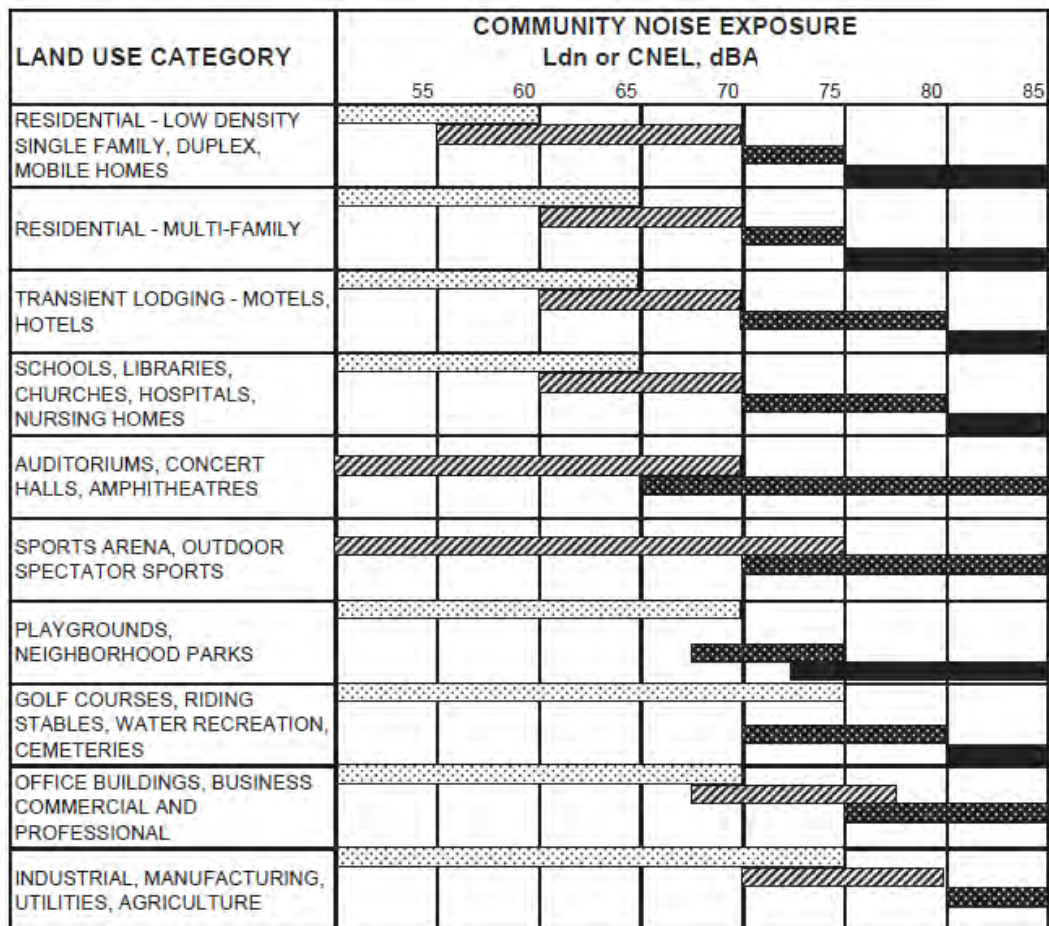 LAND USE CATEGORY
COMMUNITY NOISE EXPOSURE
Ldn or CNEL, dBA
55 60 65 70 75 80 85
RESIDENTIAL - LOW DENSITY
SINGLE FAMILY, DUPLEX,
MOBILE HOMES
RESIDENTIAL - MULTI-FAMILY
TRANSIENT LODGING - MOTELS,
HOTELS
SCHOOLS, LIBRARIES,
CHURCHES, HOSPITALS,
NURSING HOMES
AUDITORIUMS, CONCERT
HALLS, AMPHITHEATRES
SPORTS ARENA, OUTDOOR
SPECTATOR SPORTS
PLAYGROUNDS,
NEIGHBORHOOD PARKS
GOLF COURSES, RIDING
STABLES, WATER RECREATION,
CEMETERIES
OFFICE BUILDINGS, BUSINESS
COMMERCIAL AND
PROFESSIONAL
INDUSTRIAL, MANUFACTURING,
UTILITIES, AGRICULTURE